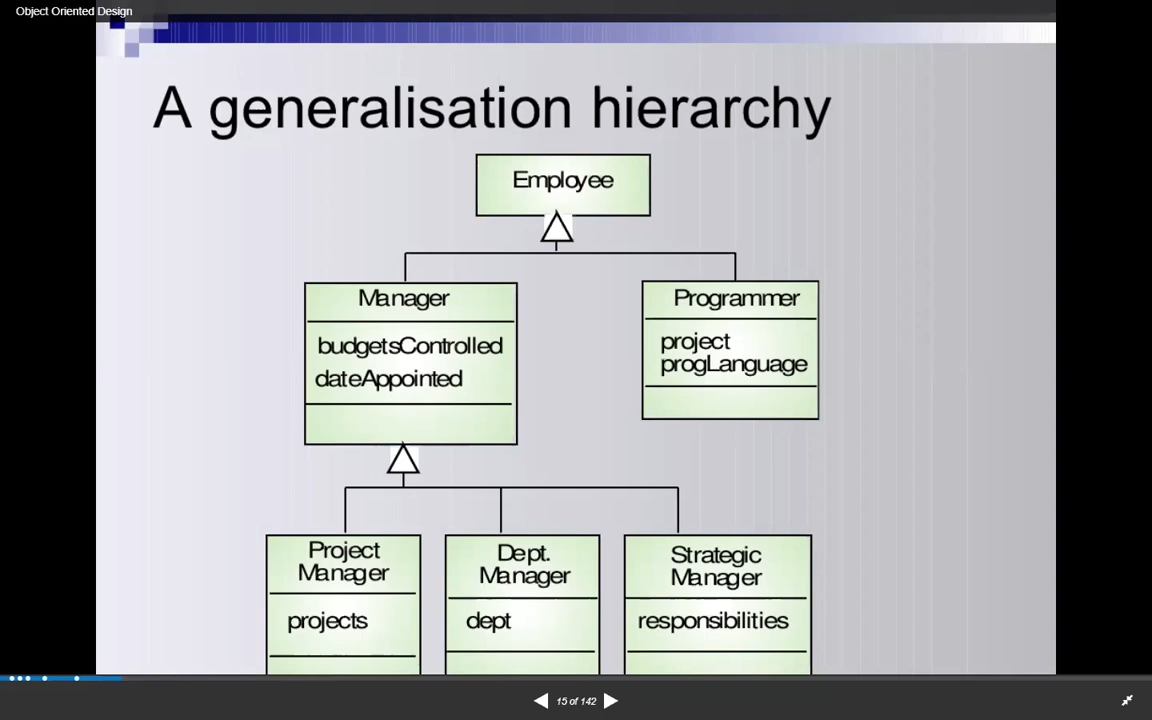 Object Oriented Design
A generalisation hierarchy
Employee
Manager
budgetsControlled
dateAppointed
Programmer
project
progLanguage
Project
Manager
projects
Dept.
Manager
dept
Strategic
Manager
responsibilities
15 of 142